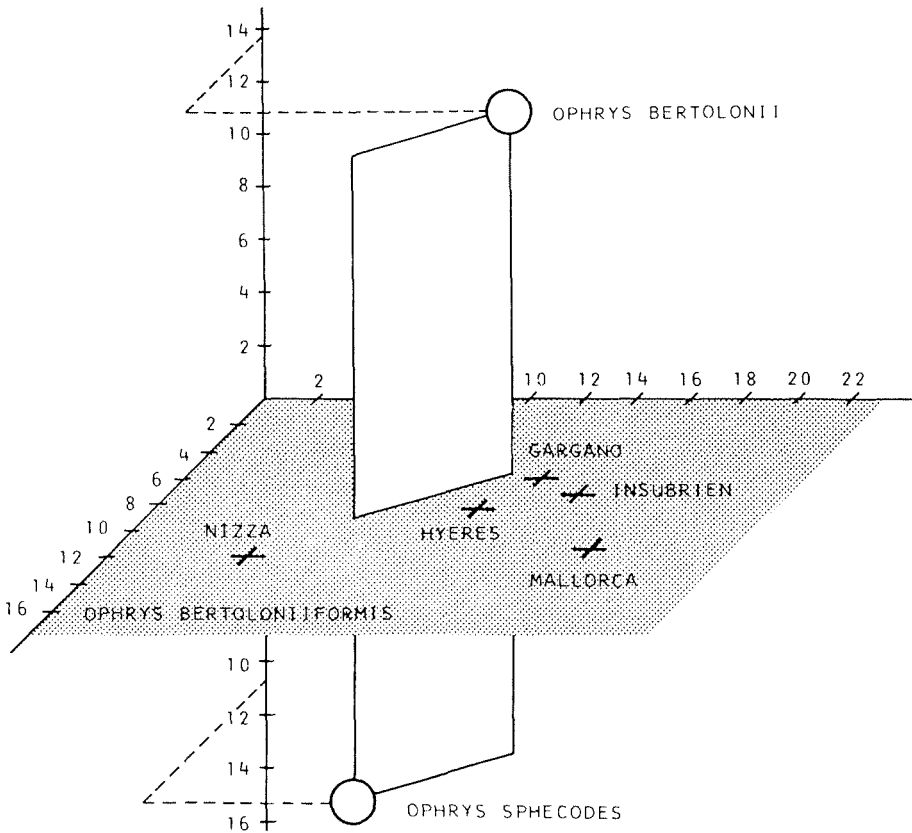 14
12
OPHRYS BERTOLONII
10
8
6
4
2
2 10 12 14 16 18 20 22
2
GARGANO
4
6
INSUBRIEN
8
NIZZA
HYERES
10
12
MALLORCA
14
16
OPHRYS BERTOLONIIFORMIS
10
12
14
OPHRYS SPHECODES
16